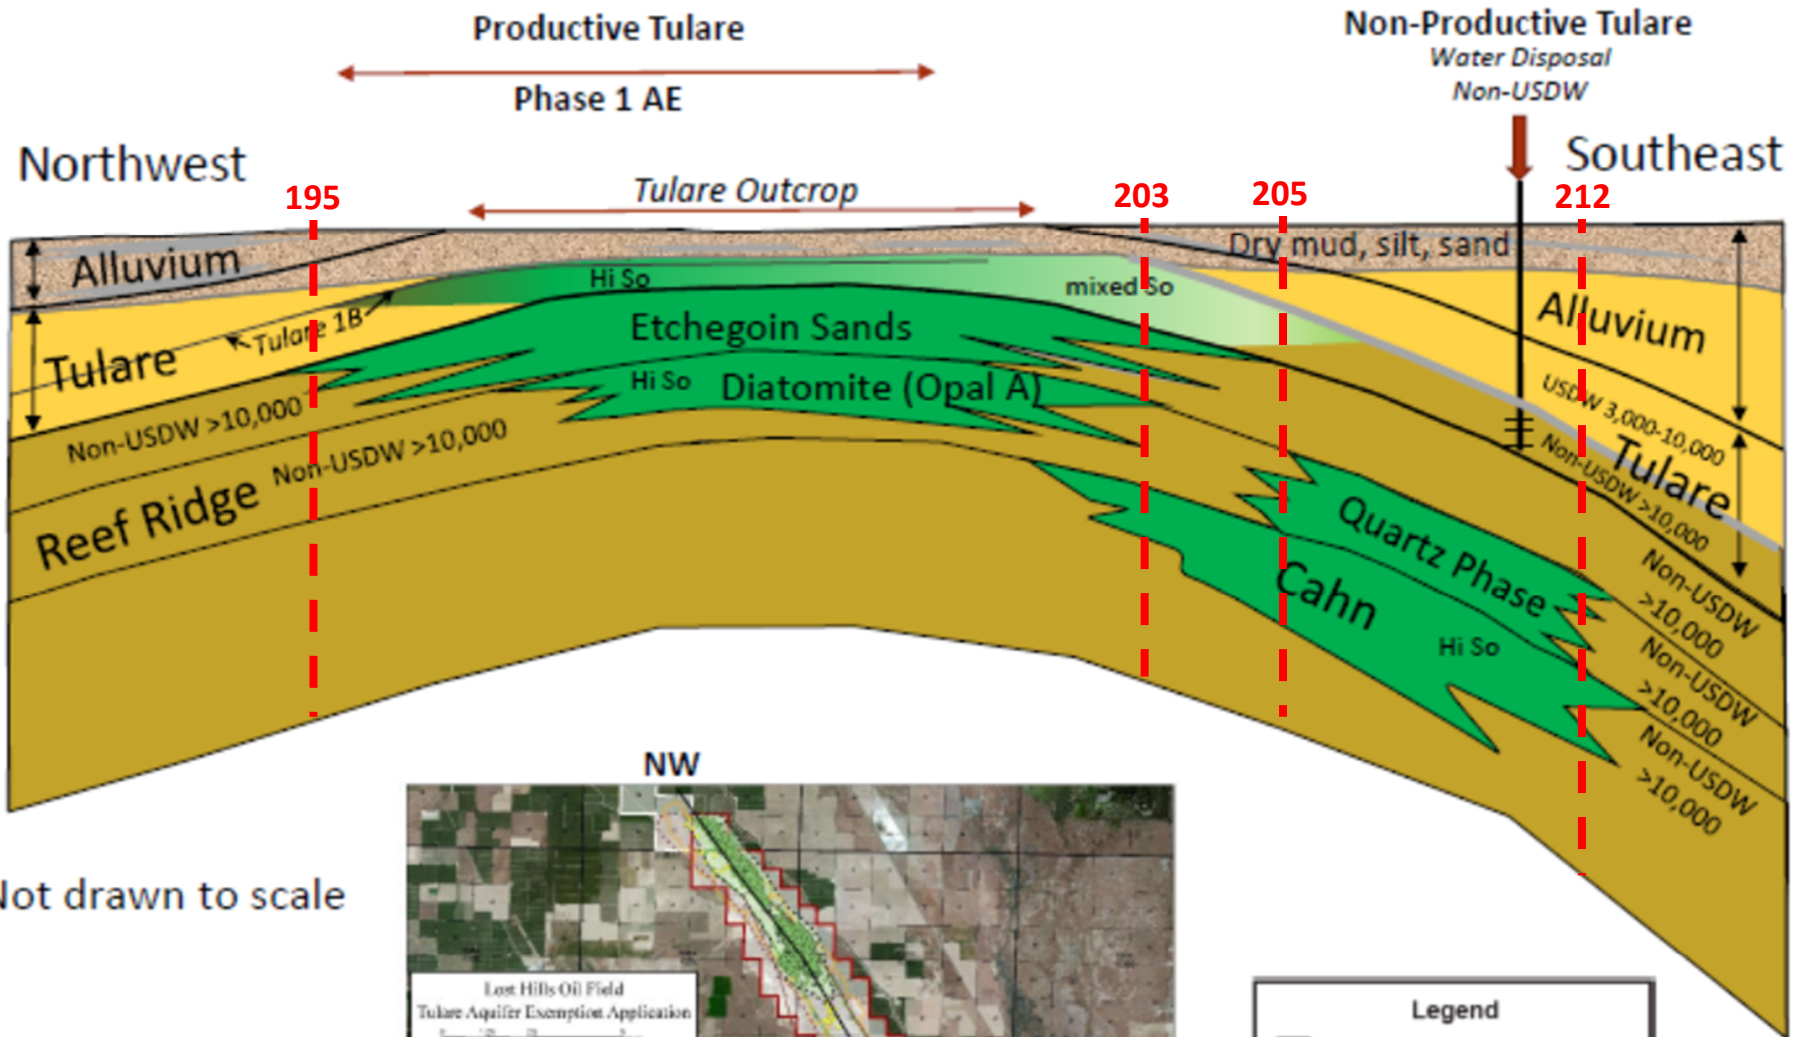 Productive Tulare
Phase 1 AE
Non-Productive Tulare
Water Disposal
Non-USDW
Northwest
Southeast
195
Tulare Outcrop
203
205
212
Alluvium
Dry mud, silt, sand
Hi So
mixed So
Tulare 1B
Tulare
Etchegoin Sands
Alluvium
Hi So
Diatomite (Opal A)
USDW 3,000-10,000
Tulare
Non-USDW >10,000
Non-USDW >10,000
Non-USDW >10,000
Reef Ridge
Quartz Phase
Cahn
Hi So
Non-USDW
>10,000
Non-USDW
>10,000
Non-USDW
>10,000
NW
Not drawn to scale
Lost Hills Oil Field
Tulare Aquifer Exemption Application
Legend